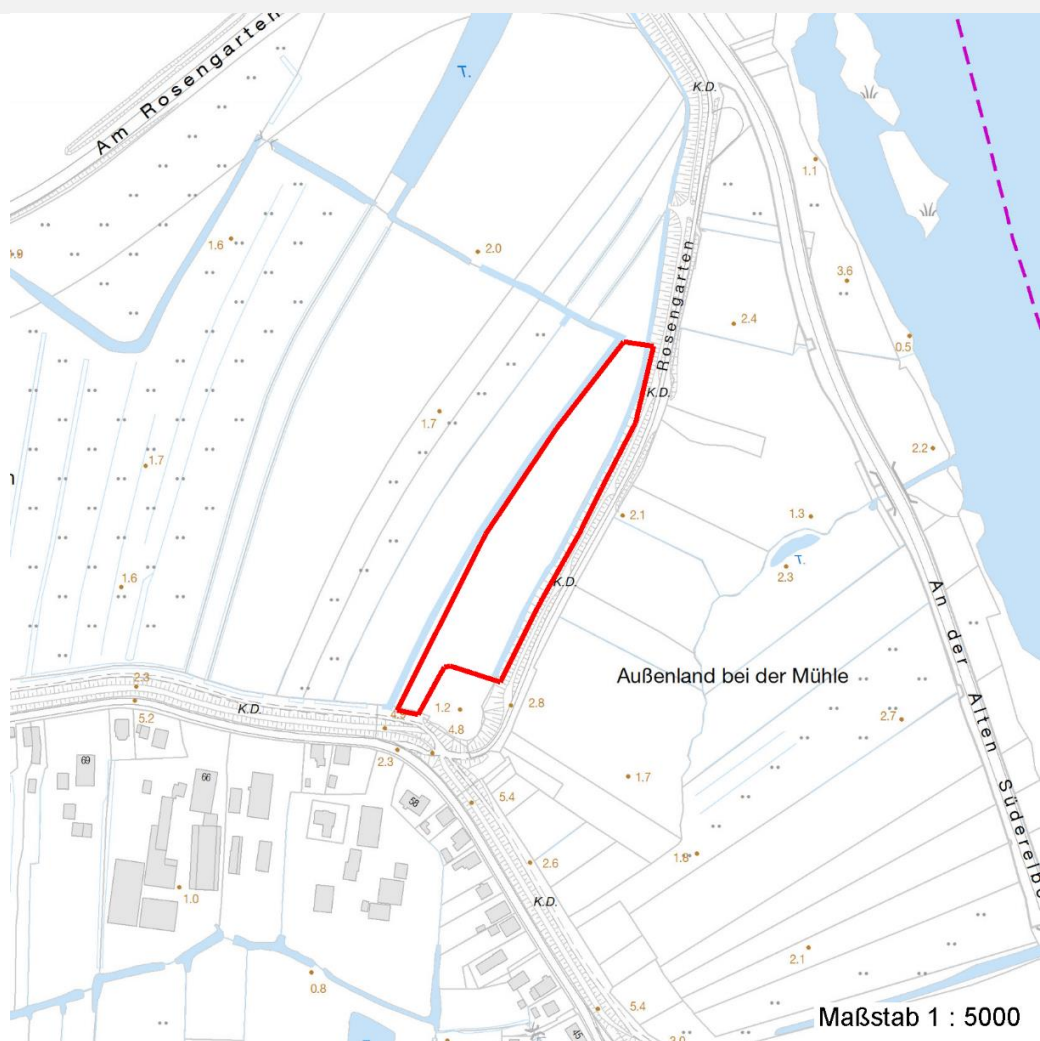 Am Rosengarten
T.
K.D.
1.1
1.6
2.0
3.6
Rosengarten
2.4
0.5
K.D.
1.7
2.2
1.7
2.1
1.3
T.
2.3
1.6
K.D.
Außenland bei der Mühle
An der Alten Süderelbe
2.3
K.D.
5.2
1.2
2.8
4.8
2.7
2.3
69
66
58
1.7
5.4
1.8
2.6
1.0
K.D.
2.1
0.8
5.4
45
Maßstab 1 : 5000